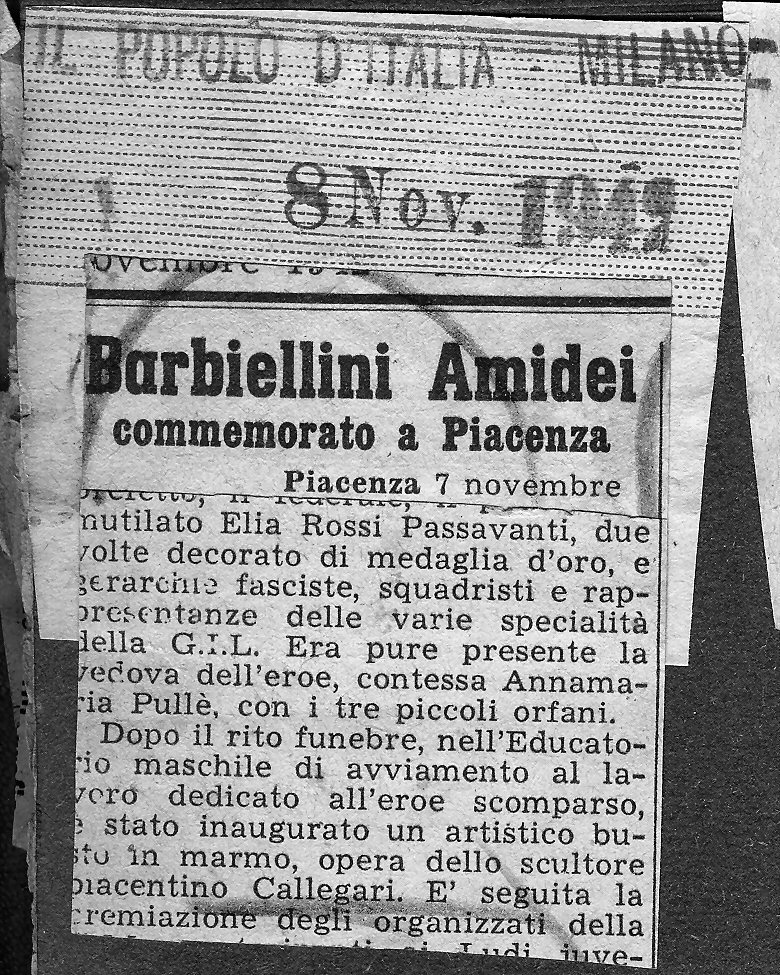 IL POPOLO D'ITALIA - MILANO
8 Nov.
Barbiellini Amidei
commemorato a Piacenza
Piacenza 7 novembre
mutilato Elia Rossi Passavanti, due
volte decorato di medaglia d'oro, e
gerarchie fasciste, squadristi e rap-
presentanze delle varie specialità
della G.I.L. Era pure presente la
vedova dell'eroe, contessa Annama-
ria Pullè, con i tre piccoli orfani.
Dopo il rito funebre, nell'Educato-
rio maschile di avviamento al la-
voro dedicato all'eroe scomparso,
è stato inaugurato un artistico bu-
sto in marmo, opera dello scultore
piacentino Callegari. E' seguita la
premiazione degli organizzati della
Ludi juve-